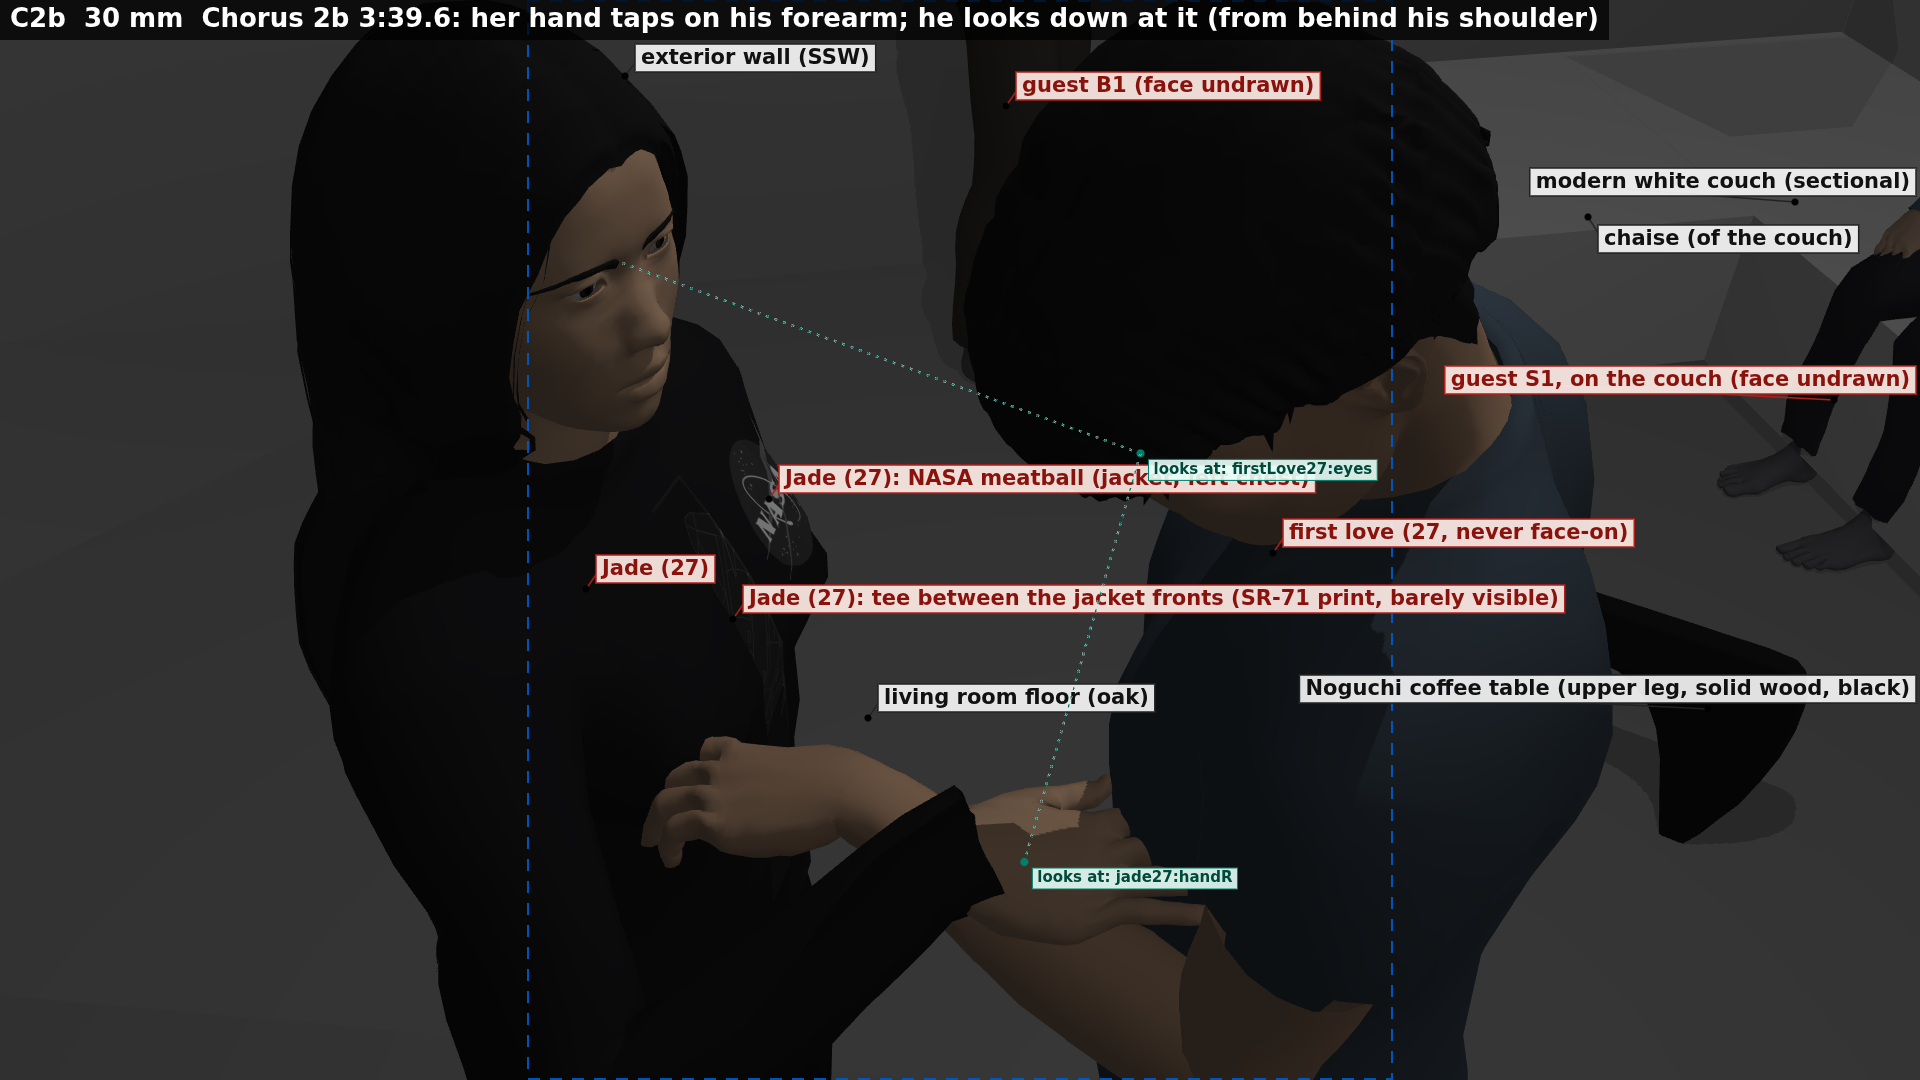 C2b  30 mm  Chorus 2b 3:39.6: her hand taps on his forearm; he looks down at it (from behind his shoulder)
exterior wall (SSW)
guest B1 (face undrawn)
modern white couch (sectional)
chaise (of the couch)
guest S1, on the couch (face undrawn)
looks at: firstLove27:eyes
Jade (27): NASA meatball (jacket, left chest)
NASA
first love (27, never face-on)
Jade (27)
Jade (27): tee between the jacket fronts (SR-71 print, barely visible)
Noguchi coffee table (upper leg, solid wood, black)
living room floor (oak)
looks at: jade27:handR